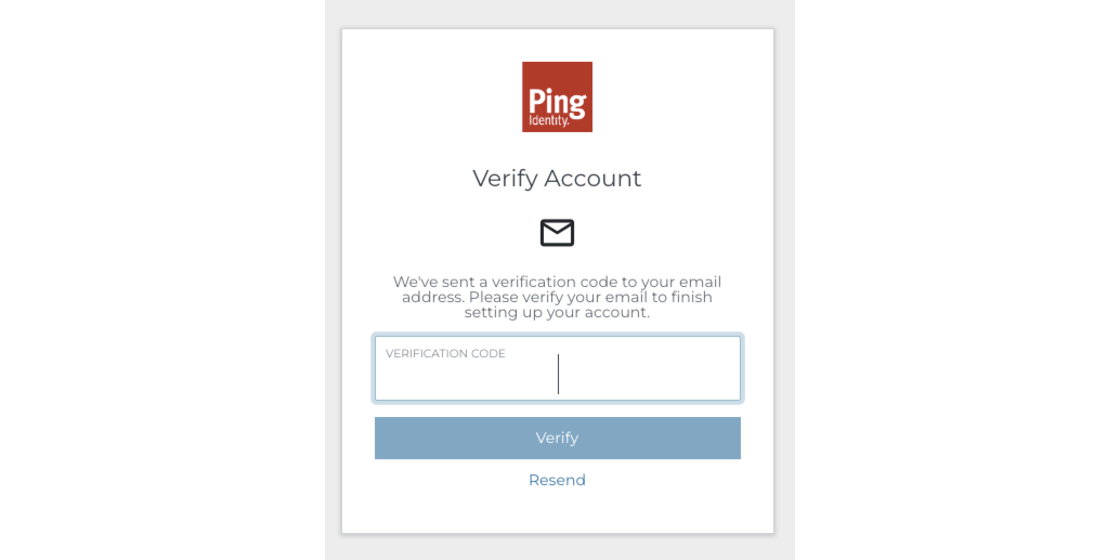 Ping
Identity.
Verify Account
We've sent a verification code to your email
address. Please verify your email to finish
setting up your account.
VERIFICATION CODE
Verify
Resend